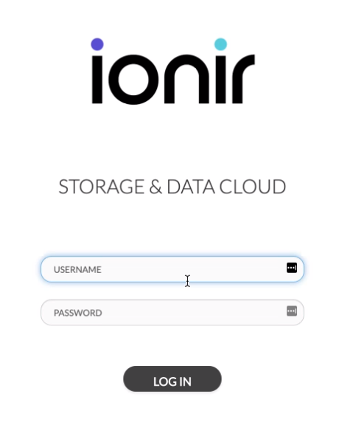 ionir
STORAGE & DATA CLOUD
USERNAME
PASSWORD
LOG IN